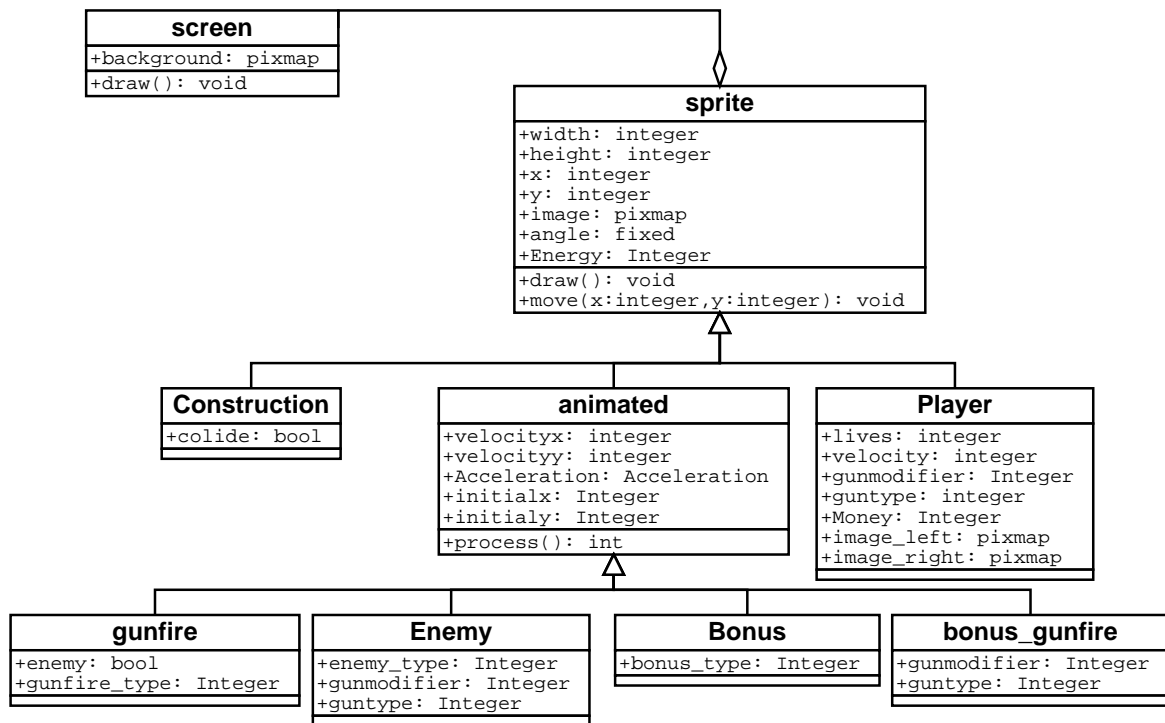 screen
+background: pixmap
+draw(): void
sprite
+width: integer
+height: integer
+x: integer
+y: integer
+image: pixmap
+angle: fixed
+Energy: Integer
+draw(): void
+move(x:integer,y:integer): void
Construction
+colide: bool
animated
+velocityx: integer
+velocityy: integer
+Acceleration: Acceleration
+initialx: Integer
+initialy: Integer
+process(): int
Player
+lives: integer
+velocity: integer
+gunmodifier: Integer
+guntype: integer
+Money: Integer
+image_left: pixmap
+image_right: pixmap
gunfire
+enemy: bool
+gunfire_type: Integer
Enemy
+enemy_type: Integer
+gunmodifier: Integer
+guntype: Integer
Bonus
+bonus_type: Integer
bonus_gunfire
+gunmodifier: Integer
+guntype: Integer